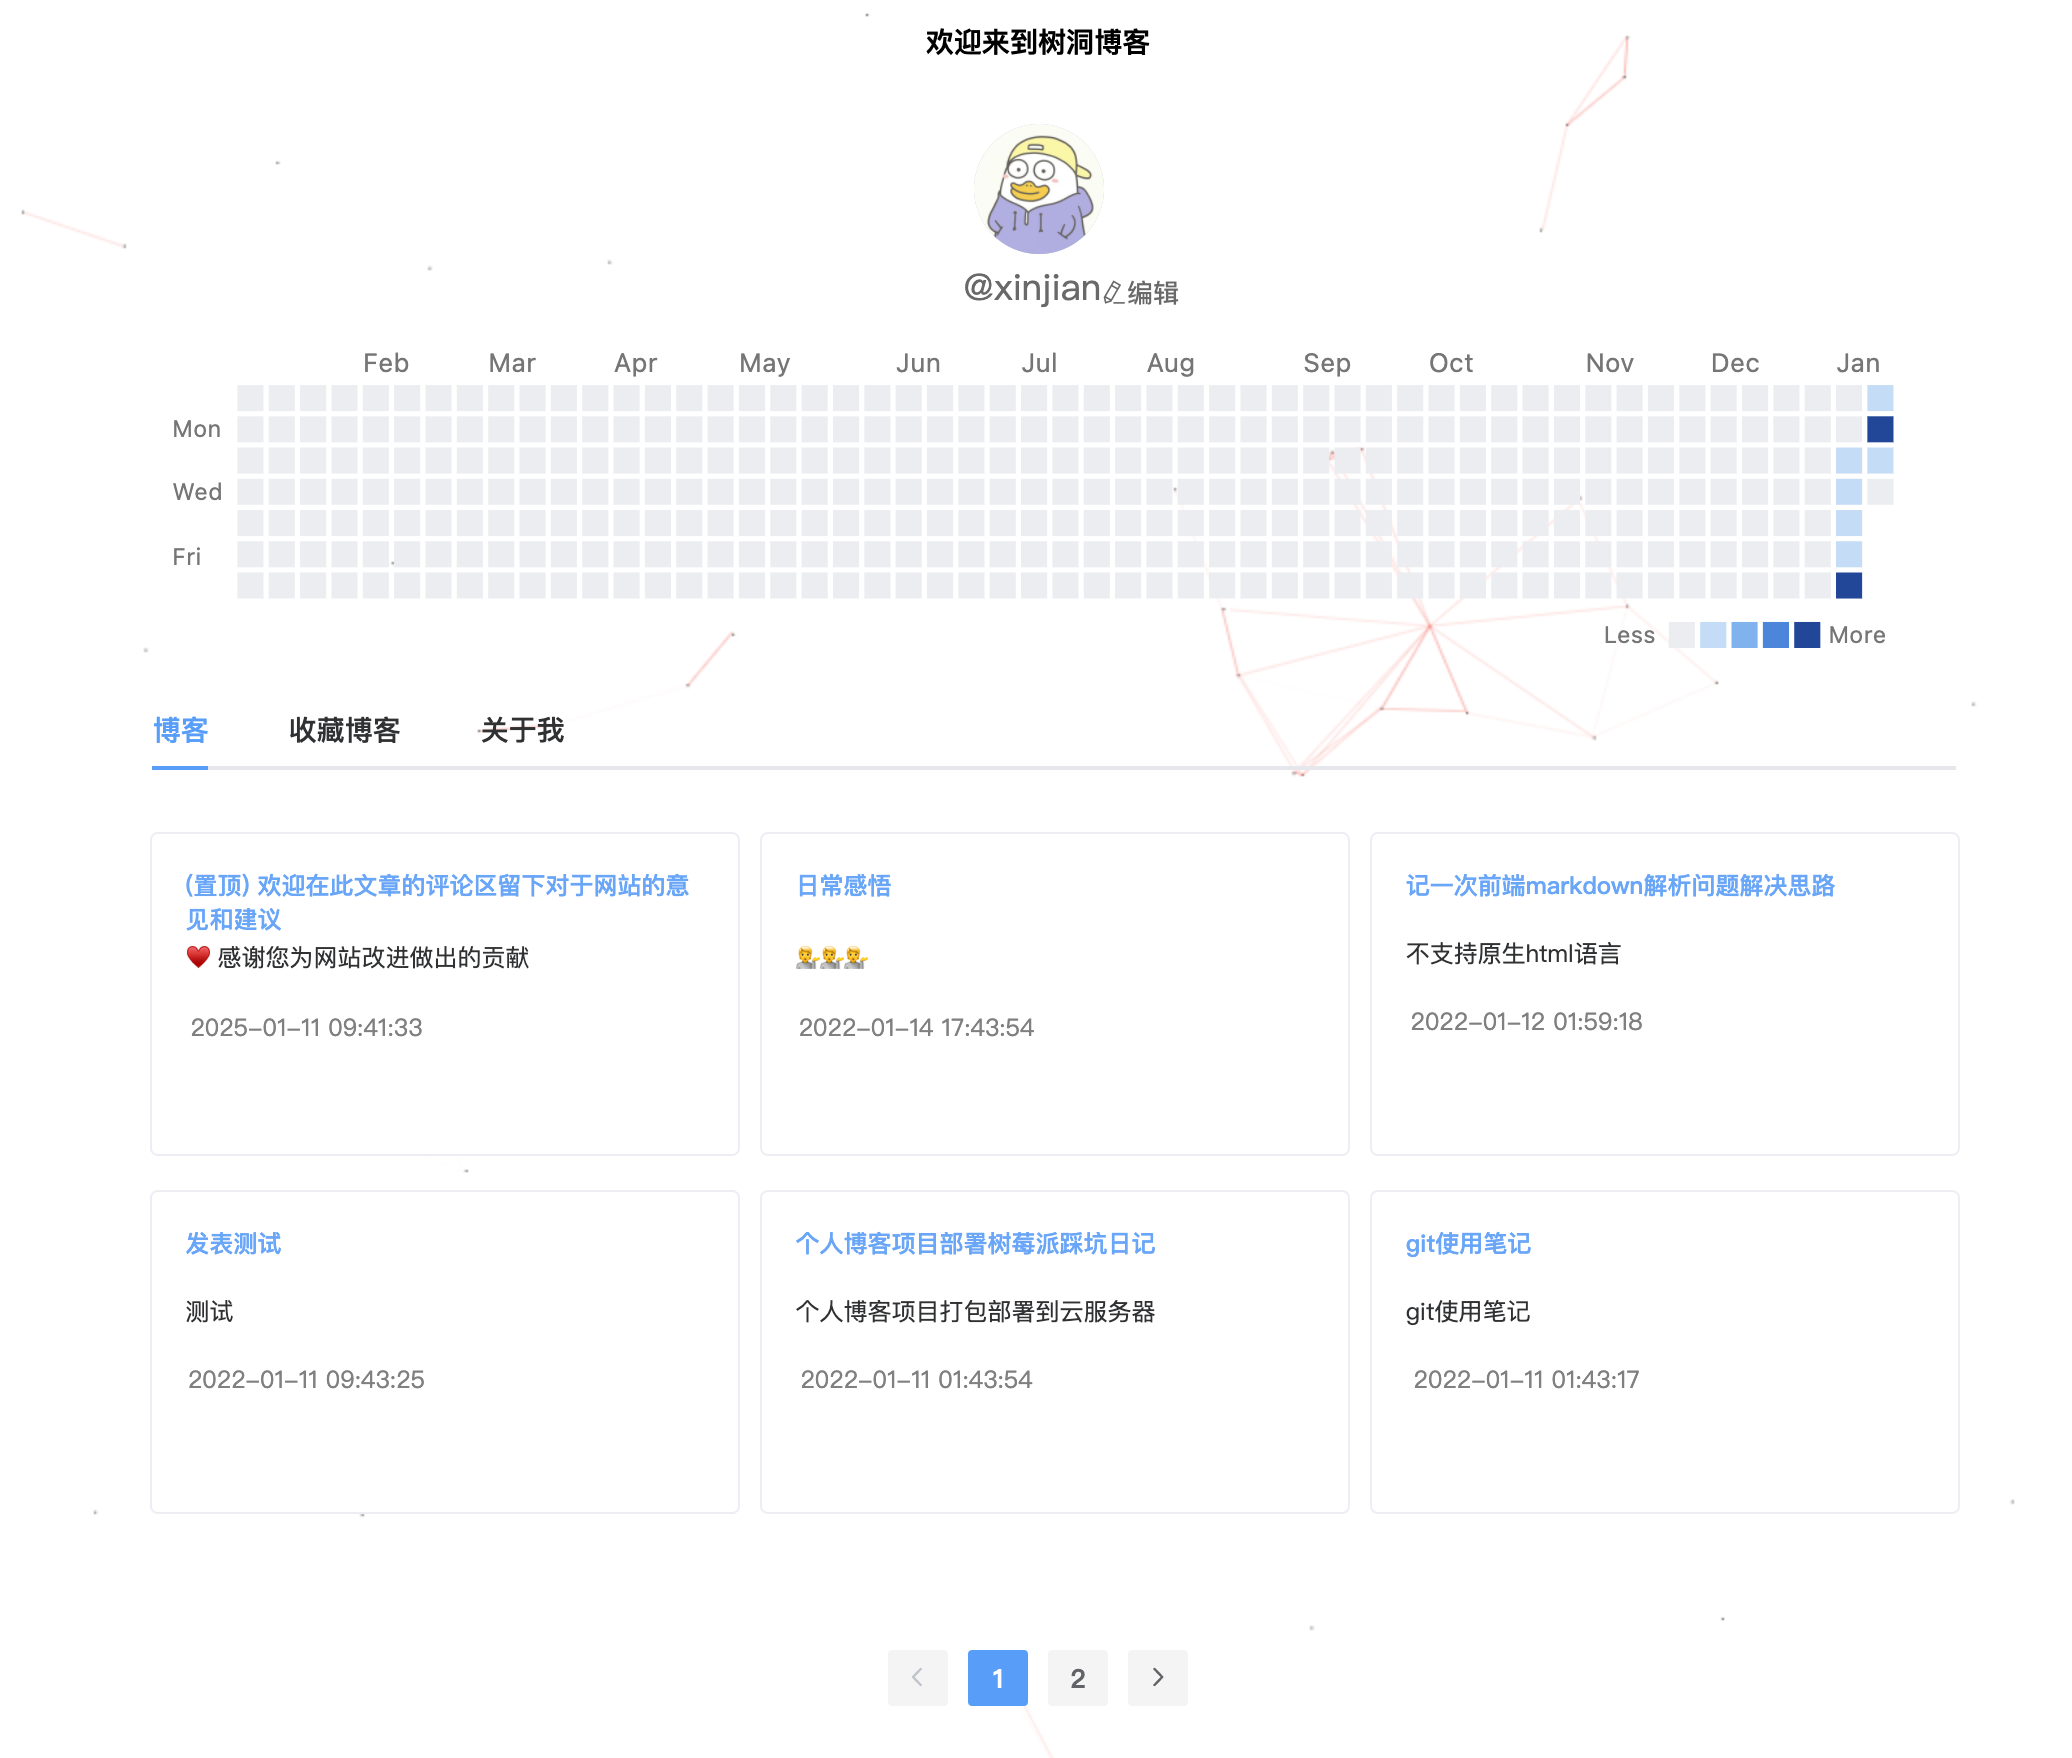 欢迎来到树洞博客
@xinjian编辑
Feb Mar Apr May Jun Jul Aug Sep Oct Nov Dec Jan
Mon
Wed
Fri
Less More
博客 收藏博客 关于我
(置顶) 欢迎在此文章的评论区留下对于网站的意
见和建议
❤️ 感谢您为网站改进做出的贡献
2025-01-11 09:41:33
日常感悟
2022-01-14 17:43:54
记一次前端markdown解析问题解决思路
不支持原生html语言
2022-01-12 01:59:18
发表测试
测试
2022-01-11 09:43:25
个人博客项目部署树莓派踩坑日记
个人博客项目打包部署到云服务器
2022-01-11 01:43:54
git使用笔记
git使用笔记
2022-01-11 01:43:17
1 2